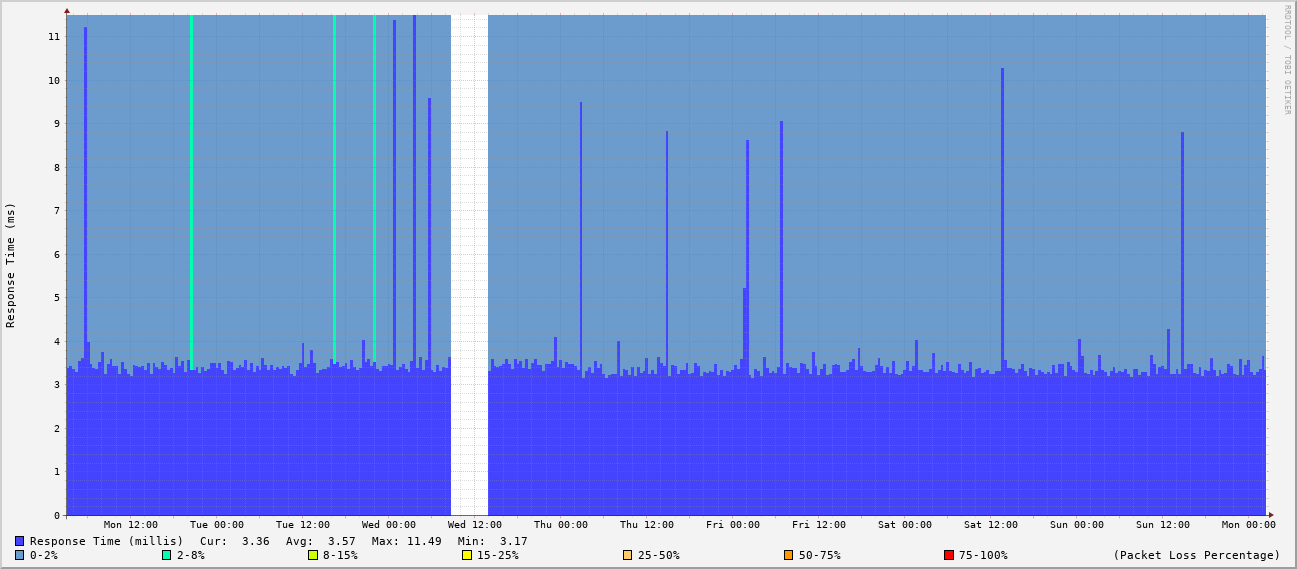 RRDTOOL / TOBI OETIKER
Response Time (ms)
11
10
9
8
7
6
5
4
3
2
1
0
Mon 12:00 Tue 00:00 Tue 12:00 Wed 00:00 Wed 12:00 Thu 00:00 Thu 12:00 Fri 00:00 Fri 12:00 Sat 00:00 Sat 12:00 Sun 00:00 Sun 12:00 Mon 00:00
Response Time (millis) Cur: 3.36 Avg: 3.57 Max: 11.49 Min: 3.17
0-2% 2-8% 8-15% 15-25% 25-50% 50-75% 75-100% (Packet Loss Percentage)